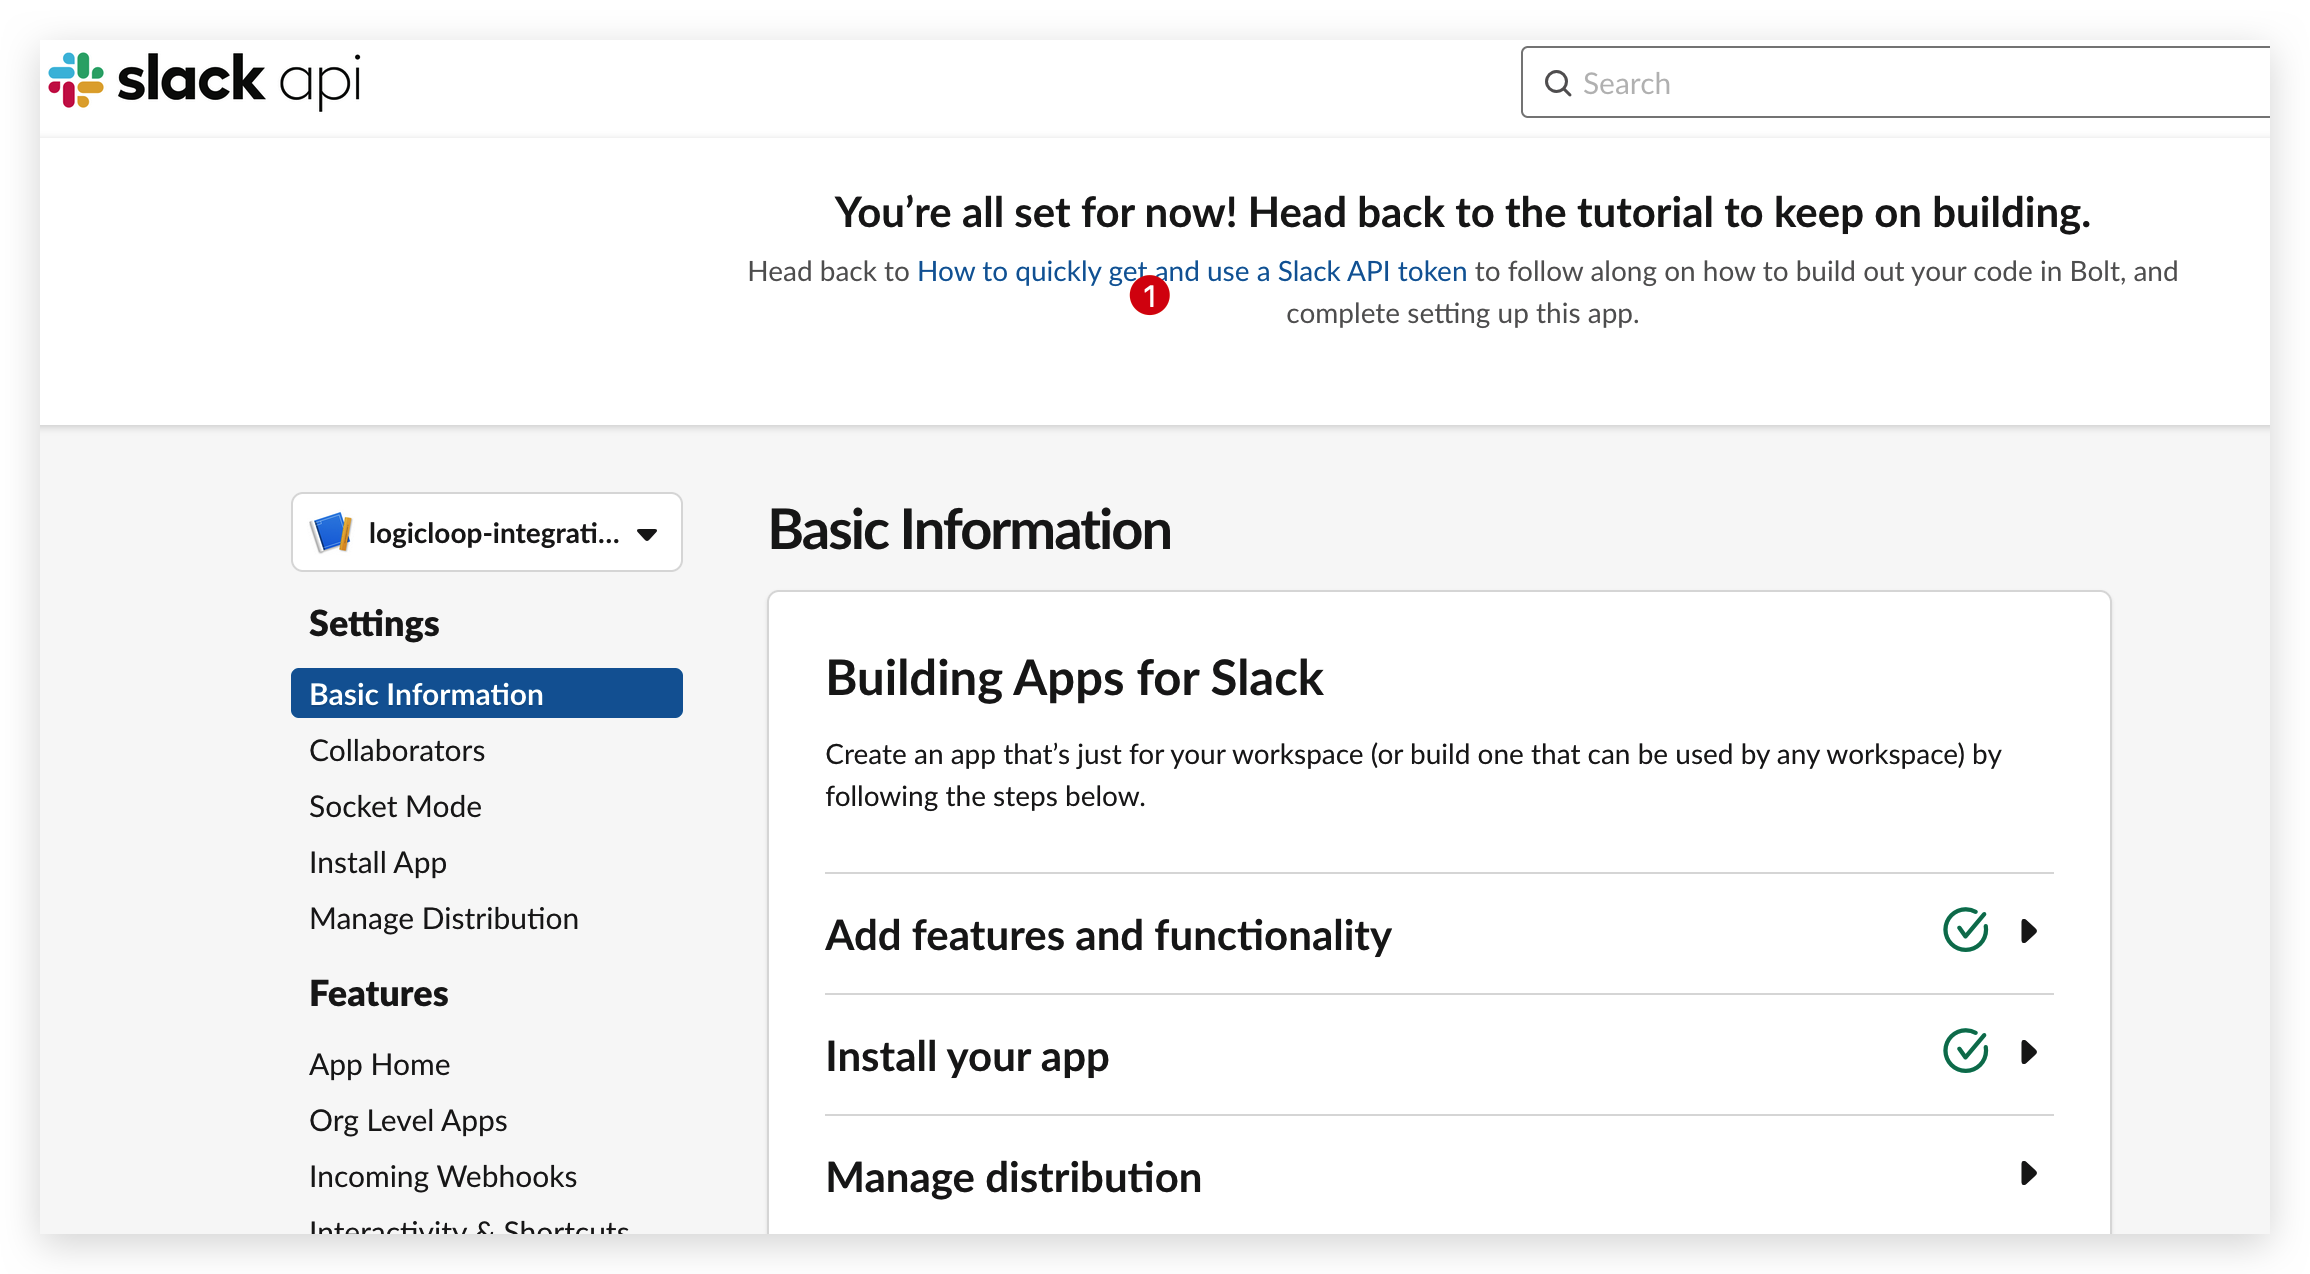 slack api
Search
You’re all set for now! Head back to the tutorial to keep on building.
Head back to How to quickly get and use a Slack API token to follow along on how to build out your code in Bolt, and
complete setting up this app.
1
logicloop-integrati...
Settings
Basic Information
Collaborators
Socket Mode
Install App
Manage Distribution
Features
App Home
Org Level Apps
Incoming Webhooks
Interactivity & Shortcuts
Basic Information
Building Apps for Slack
Create an app that’s just for your workspace (or build one that can be used by any workspace) by
following the steps below.
Add features and functionality
Install your app
Manage distribution